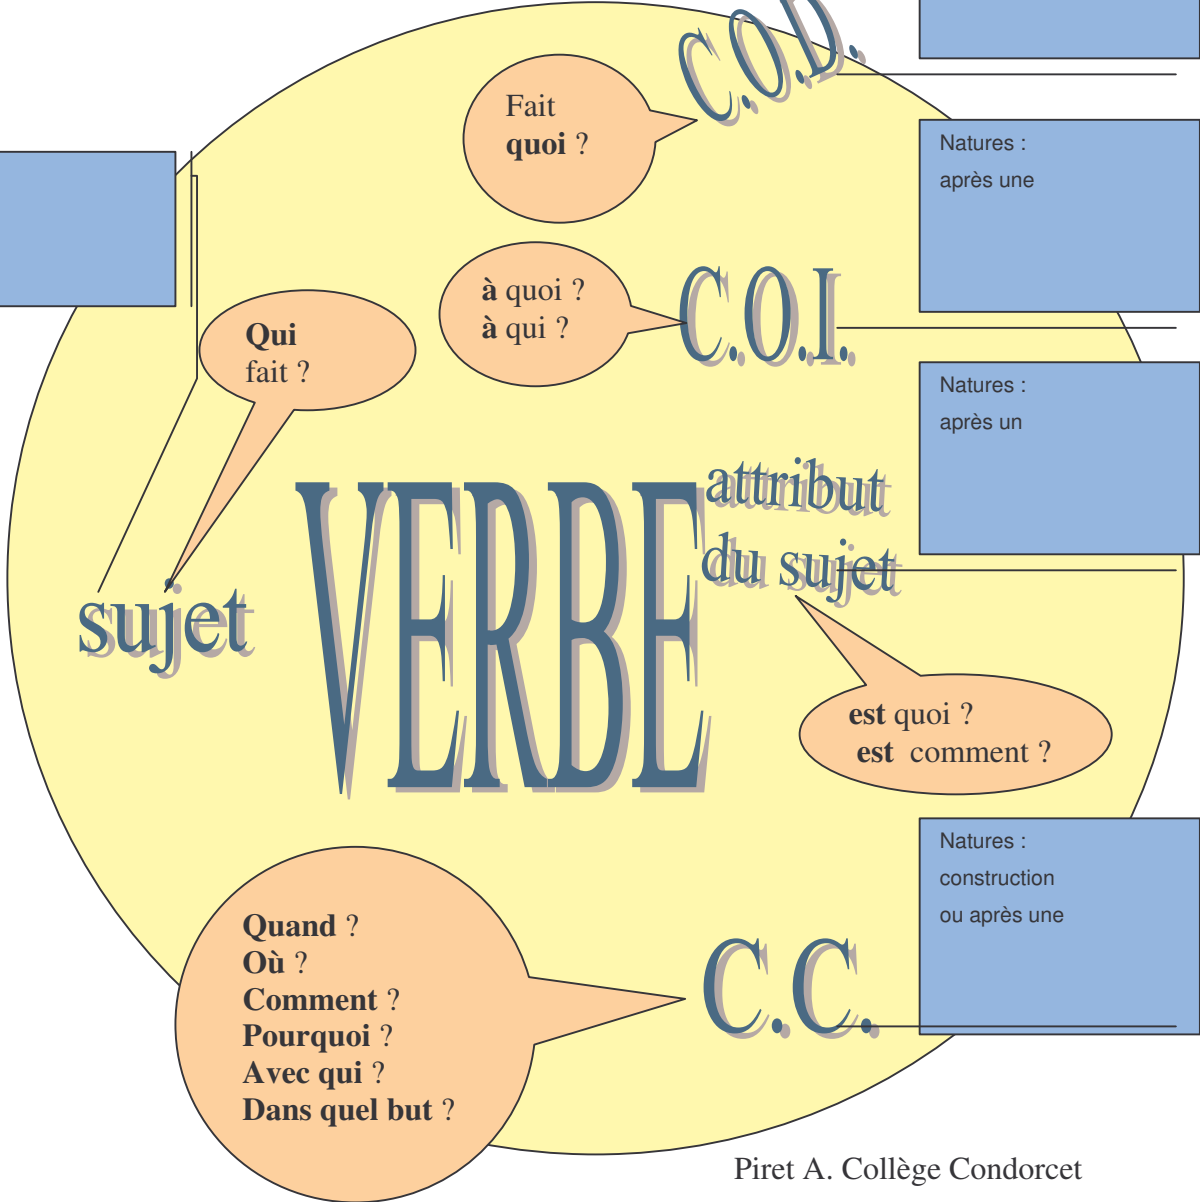 C.O.D.
Fait
quoi ?
Natures :
après une
à quoi ?
à qui ?
C.O.I.
Qui
fait ?
Natures :
après un
attribut
du sujet
VERBE
sujet
est quoi ?
est comment ?
Natures :
construction
ou après une
Quand ?
Où ?
Comment ?
Pourquoi ?
Avec qui ?
Dans quel but ?
C.C.
Piret A. Collège Condorcet